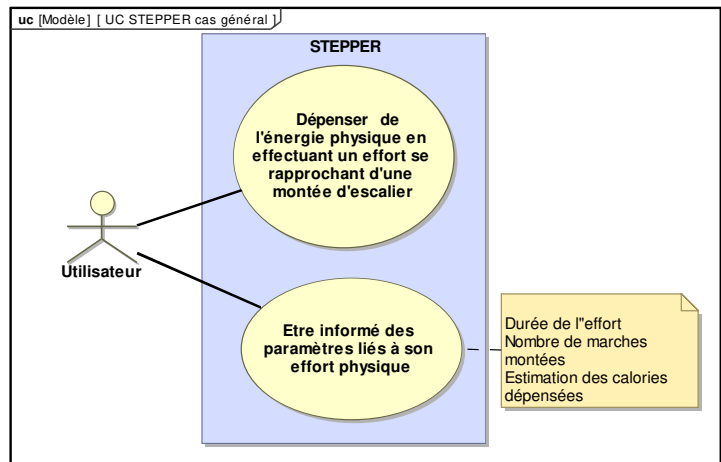 uc [Modèle] [ UC STEPPER cas général ]
STEPPER
Dépenser de
l'énergie physique en
effectuant un effort se
rapprochant d'une
montée d'escalier
Utilisateur
Etre informé des
paramètres liés à son
effort physique
Durée de l"effort
Nombre de marches
montées
Estimation des calories
dépensées